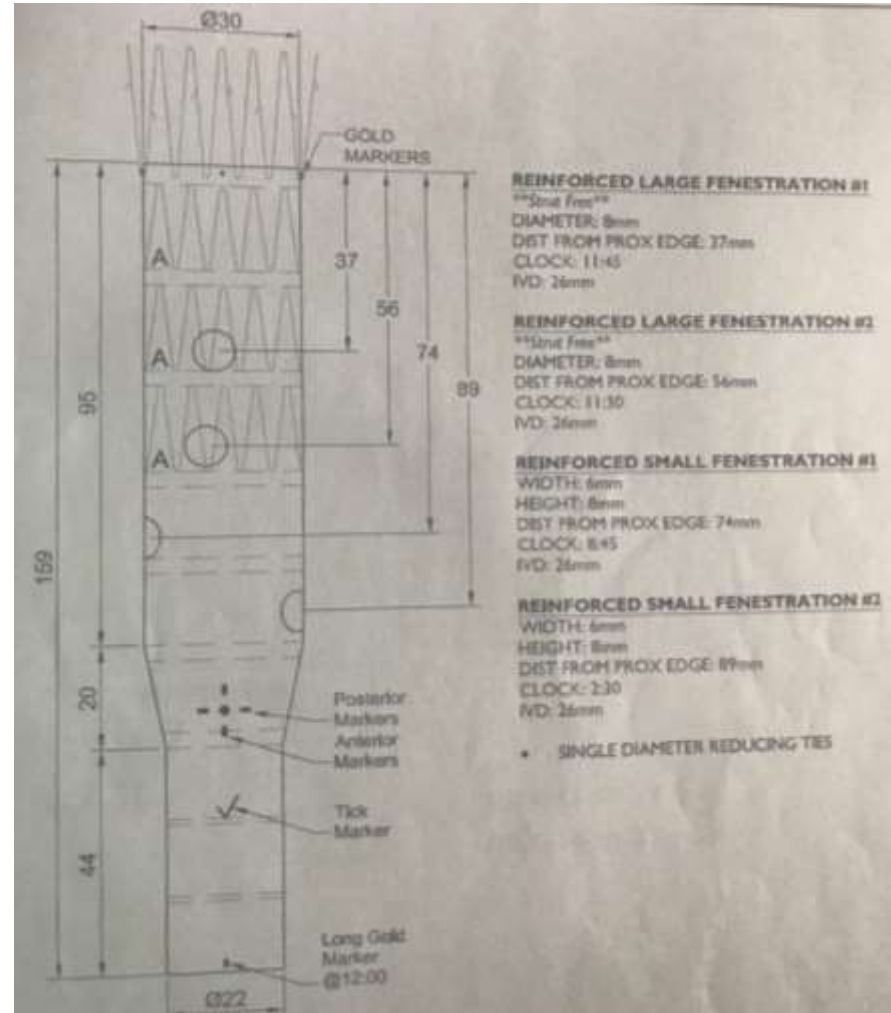 Ø30
GOLD
MARKERS
37
56
74
89
A
A
A
95
159
20
44
Posterior
Markers
Anterior
Markers
Tick
Marker
Long Gold
Marker
@12:00
Ø22
REINFORCED LARGE FENESTRATION #1
**Strut Free**
DIAMETER: 8mm
DIST FROM PROX EDGE: 37mm
CLOCK: 11:45
IVD: 26mm
REINFORCED LARGE FENESTRATION #2
**Strut Free**
DIAMETER: 8mm
DIST FROM PROX EDGE: 56mm
CLOCK: 11:30
IVD: 26mm
REINFORCED SMALL FENESTRATION #1
WIDTH: 6mm
HEIGHT: 8mm
DIST FROM PROX EDGE: 74mm
CLOCK: 8:45
IVD: 26mm
REINFORCED SMALL FENESTRATION #2
WIDTH: 6mm
HEIGHT: 8mm
DIST FROM PROX EDGE: 89mm
CLOCK: 2:30
IVD: 26mm
• SINGLE DIAMETER REDUCING TIES